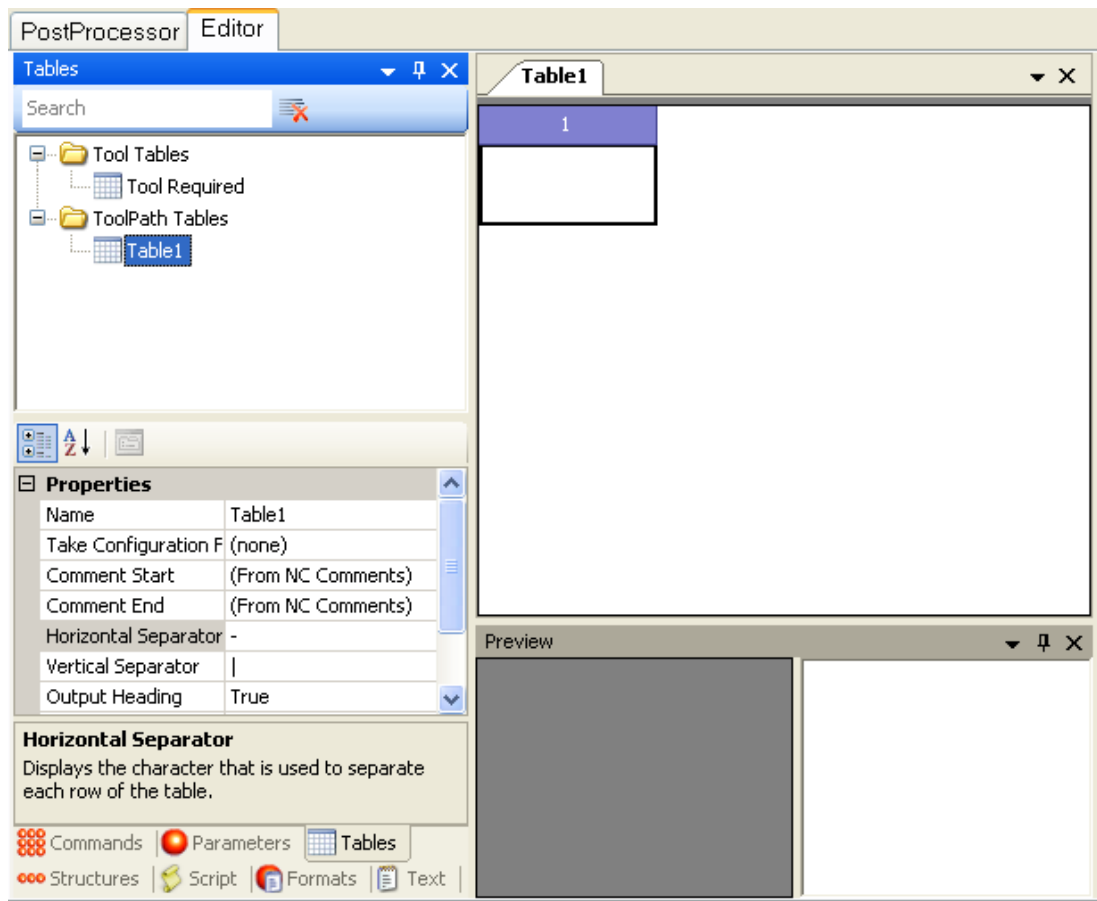 PostProcessor Editor
Tables
Search
Tool Tables
Tool Required
ToolPath Tables
Table1
Properties
Name Table1
Take Configuration F (none)
Comment Start (From NC Comments)
Comment End (From NC Comments)
Horizontal Separator -
Vertical Separator |
Output Heading True
Horizontal Separator
Displays the character that is used to separate
each row of the table.
Commands Parameters Tables
Structures Script Formats Text
Table1
1
Preview